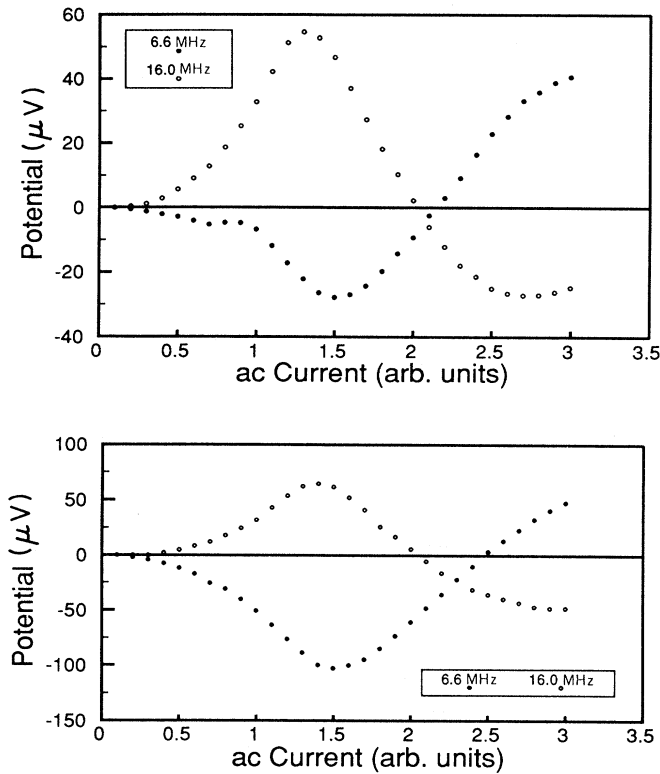 60
40
20
0
-20
-40
Potential (μV)
6.6 MHz
16.0 MHz
0 0.5 1 1.5 2 2.5 3 3.5
ac Current (arb. units)
100
50
0
-50
-100
-150
Potential (μV)
6.6 MHz 16.0 MHz
0 0.5 1 1.5 2 2.5 3 3.5
ac Current (arb. units)